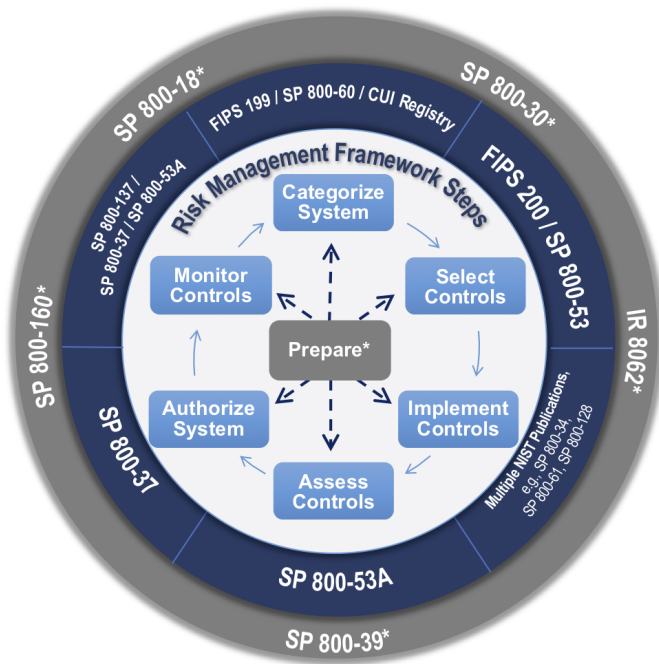 SP 800-18*
SP 800-30*
FIPS 199 / SP 800-60 / CUI Registry
FIPS 200 / SP 800-53
SP 800-137 /
SP 800-37 / SP 800-53A
Risk Management Framework Steps
Categorize
System
Monitor
Controls
Select
Controls
SP 800-160*
IR 8062*
Prepare*
Authorize
System
Implement
Controls
SP 800-37
Multiple NIST Publications,
e.g., SP 800-34,
SP 800-61, SP 800-128
Assess
Controls
SP 800-53A
SP 800-39*